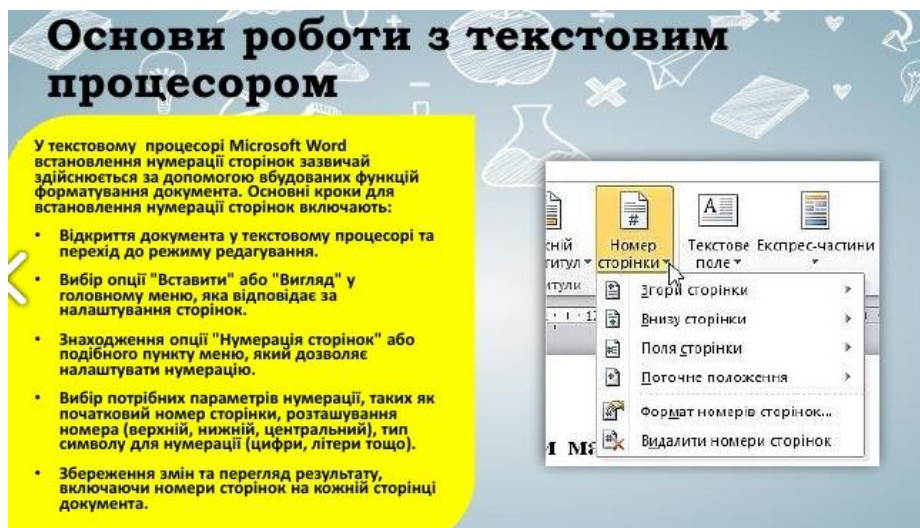 Основи роботи з текстовим
процесором
У текстовому процесорі Microsoft Word
встановлення нумерації сторінок зазвичай
здійснюється за допомогою вбудованих функцій
форматування документа. Основні кроки для
встановлення нумерації сторінок включають:
• Відкриття документа у текстовому процесорі та
перехід до режиму редагування.
• Вибір опції "Вставити" або "Вигляд" у
головному меню, яка відповідає за
налаштування сторінок.
• Знаходження опції "Нумерація сторінок" або
подібного пункту меню, який дозволяє
налаштувати нумерацію.
• Вибір потрібних параметрів нумерації, таких як
початковий номер сторінки, розташування
номера (верхній, нижній, центральний), тип
символу для нумерації (цифри, літери тощо).
• Збереження змін та перегляд результату,
включаючи номери сторінок на кожній сторінці
документа.
Номер Текстове Експрес-частини
сторінки поле
Згори сторінки
Внизу сторінки
Поля сторінки
Поточне положення
Формат номерів сторінок...
Видалити номери сторінок